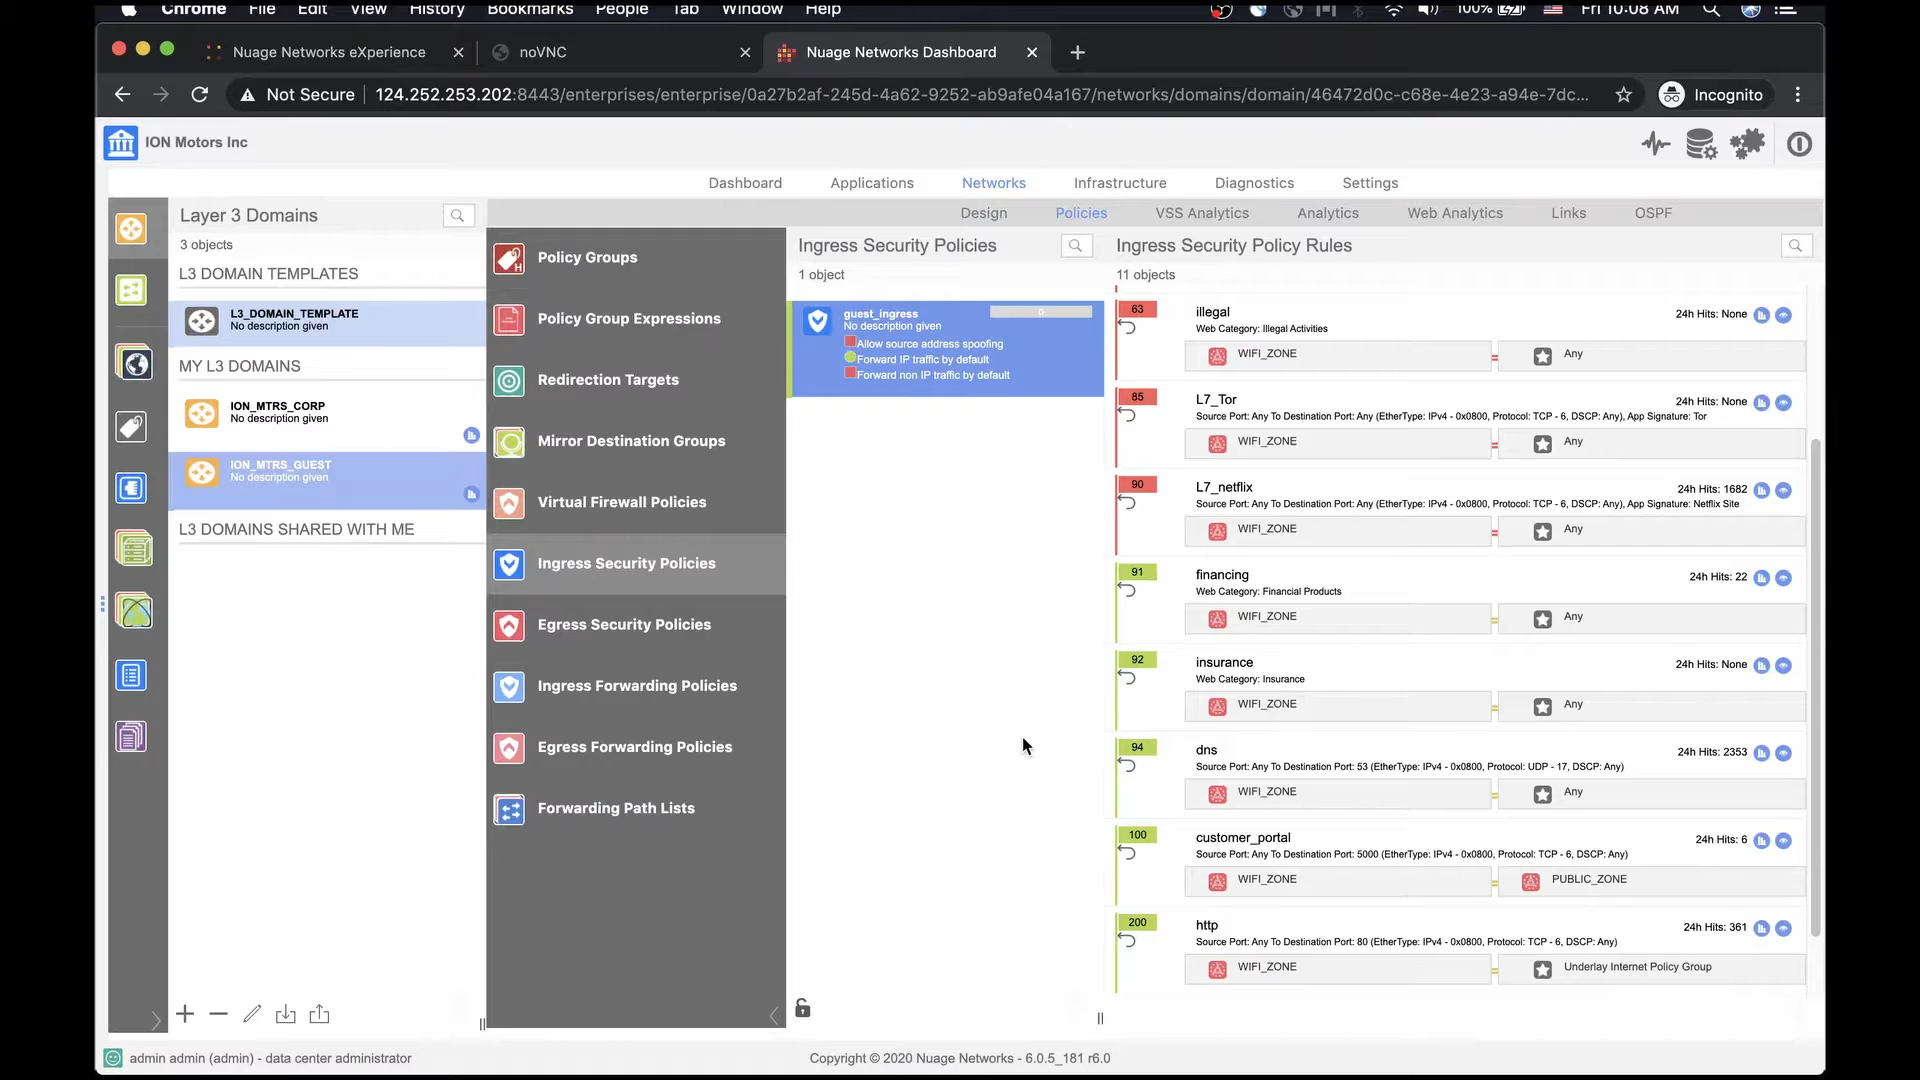 Chrome File Edit View History Bookmarks People Tab Window Help 100% Fri 10:08 AM
Nuage Networks eXperience noVNC Nuage Networks Dashboard
Not Secure 124.252.253.202:8443/enterprises/enterprise/0a27b2af-245d-4a62-9252-ab9afe04a167/networks/domains/domain/46472d0c-c68e-4e23-a94e-7dc... Incognito
ION Motors Inc
Dashboard Applications Networks Infrastructure Diagnostics Settings
Design Policies VSS Analytics Analytics Web Analytics Links OSPF
Layer 3 Domains
3 objects
L3 DOMAIN TEMPLATES
L3_DOMAIN_TEMPLATE
No description given
MY L3 DOMAINS
ION_MTRS_CORP
No description given
ION_MTRS_GUEST
No description given
L3 DOMAINS SHARED WITH ME
Policy Groups
Policy Group Expressions
Redirection Targets
Mirror Destination Groups
Virtual Firewall Policies
Ingress Security Policies
Egress Security Policies
Ingress Forwarding Policies
Egress Forwarding Policies
Forwarding Path Lists
Ingress Security Policies
1 object
guest_ingress
0
No description given
Allow source address spoofing
Forward IP traffic by default
Forward non IP traffic by default
Ingress Security Policy Rules
11 objects
63 illegal 24h Hits: None
Web Category: Illegal Activities
WIFI_ZONE Any
85 L7_Tor 24h Hits: None
Source Port: Any To Destination Port: Any (EtherType: IPv4 - 0x0800, Protocol: TCP - 6, DSCP: Any), App Signature: Tor
WIFI_ZONE Any
90 L7_netflix 24h Hits: 1682
Source Port: Any To Destination Port: Any (EtherType: IPv4 - 0x0800, Protocol: TCP - 6, DSCP: Any), App Signature: Netflix Site
WIFI_ZONE Any
91 financing 24h Hits: 22
Web Category: Financial Products
WIFI_ZONE Any
92 insurance 24h Hits: None
Web Category: Insurance
WIFI_ZONE Any
94 dns 24h Hits: 2353
Source Port: Any To Destination Port: 53 (EtherType: IPv4 - 0x0800, Protocol: UDP - 17, DSCP: Any)
WIFI_ZONE Any
100 customer_portal 24h Hits: 6
Source Port: Any To Destination Port: 5000 (EtherType: IPv4 - 0x0800, Protocol: TCP - 6, DSCP: Any)
WIFI_ZONE PUBLIC_ZONE
200 http 24h Hits: 361
Source Port: Any To Destination Port: 80 (EtherType: IPv4 - 0x0800, Protocol: TCP - 6, DSCP: Any)
WIFI_ZONE Underlay Internet Policy Group
admin admin (admin) - data center administrator
Copyright © 2020 Nuage Networks - 6.0.5_181 r6.0